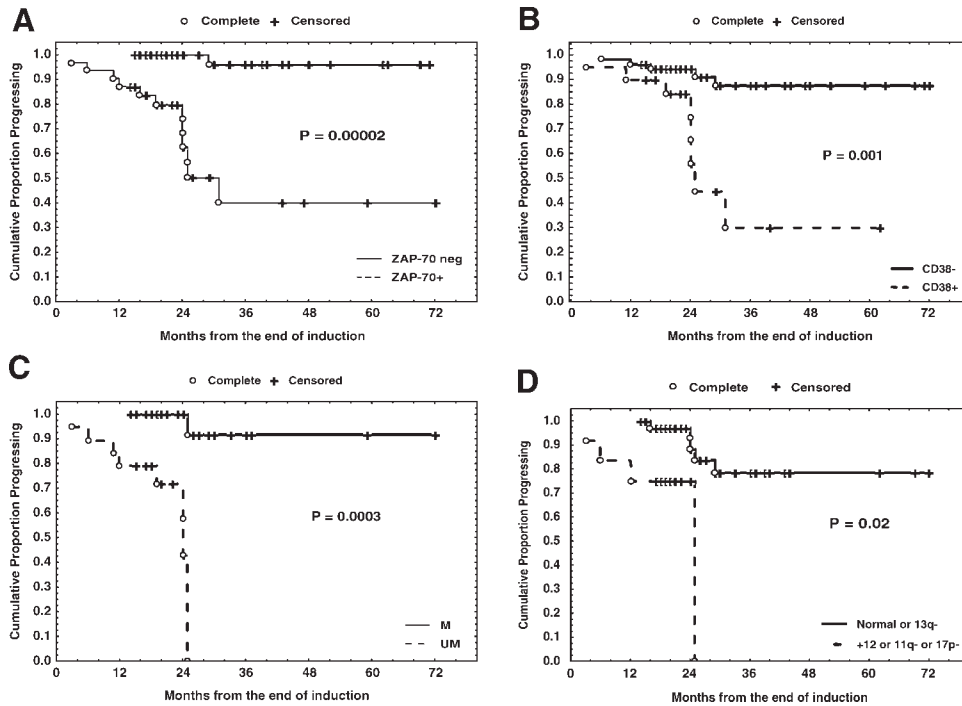 A
Complete Censored
Cumulative Proportion Progressing
1.0
0.9
0.8
0.7
0.6
0.5
0.4
0.3
0.2
0.1
0.0
P = 0.00002
ZAP-70 neg
ZAP-70+
0 12 24 36 48 60 72
Months from the end of induction
B
Complete Censored
Cumulative Proportion Progressing
1.0
0.9
0.8
0.7
0.6
0.5
0.4
0.3
0.2
0.1
0.0
P = 0.001
CD38-
CD38+
0 12 24 36 48 60 72
Months from the end of induction
C
Complete Censored
Cumulative Proportion Progressing
1.0
0.9
0.8
0.7
0.6
0.5
0.4
0.3
0.2
0.1
0.0
P = 0.0003
M
UM
0 12 24 36 48 60 72
Months from the end of induction
D
Complete Censored
Cumulative Proportion Progressing
1.0
0.9
0.8
0.7
0.6
0.5
0.4
0.3
0.2
0.1
0.0
P = 0.02
Normal or 13q-
+12 or 11q- or 17p-
0 12 24 36 48 60 72
Months from the end of induction